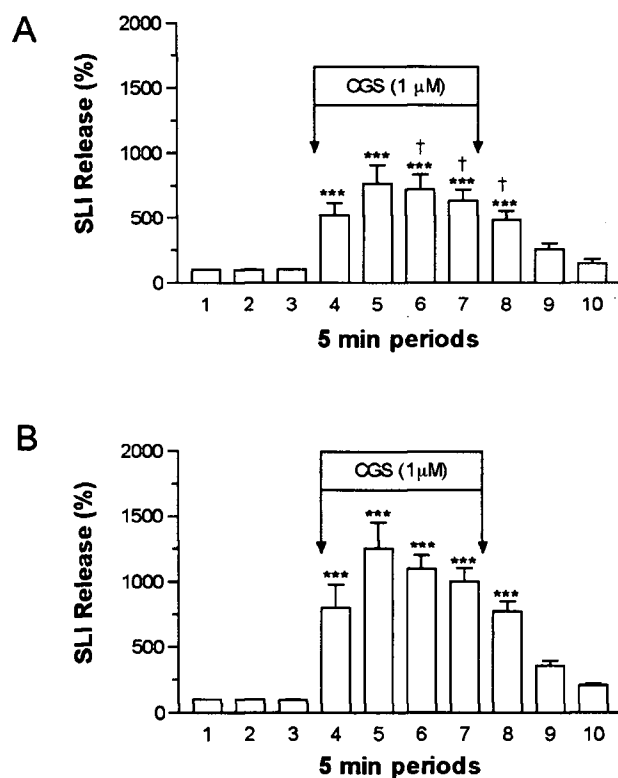 A
2000
1500
1000
500
0
SLI Release (%)
CGS (1 µM)
***
***
†
***
†
***
†
***
1 2 3 4 5 6 7 8 9 10
5 min periods
B
2000
1500
1000
500
0
SLI Release (%)
CGS (1µM)
***
***
***
***
***
1 2 3 4 5 6 7 8 9 10
5 min periods